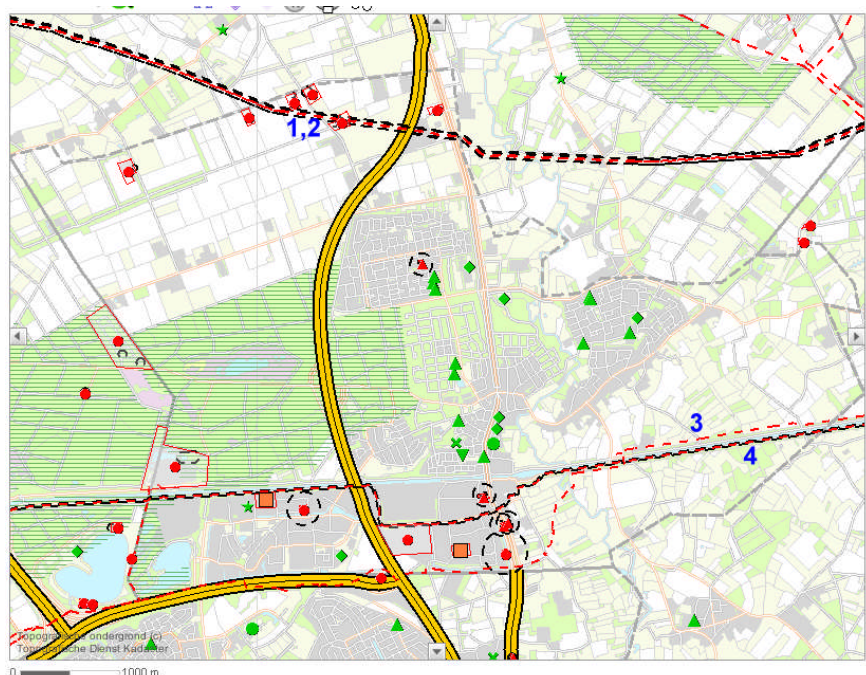 1,2
3
4
Topografische ondergrond (c)
Topografische Dienst Kadaster
0 1000 m